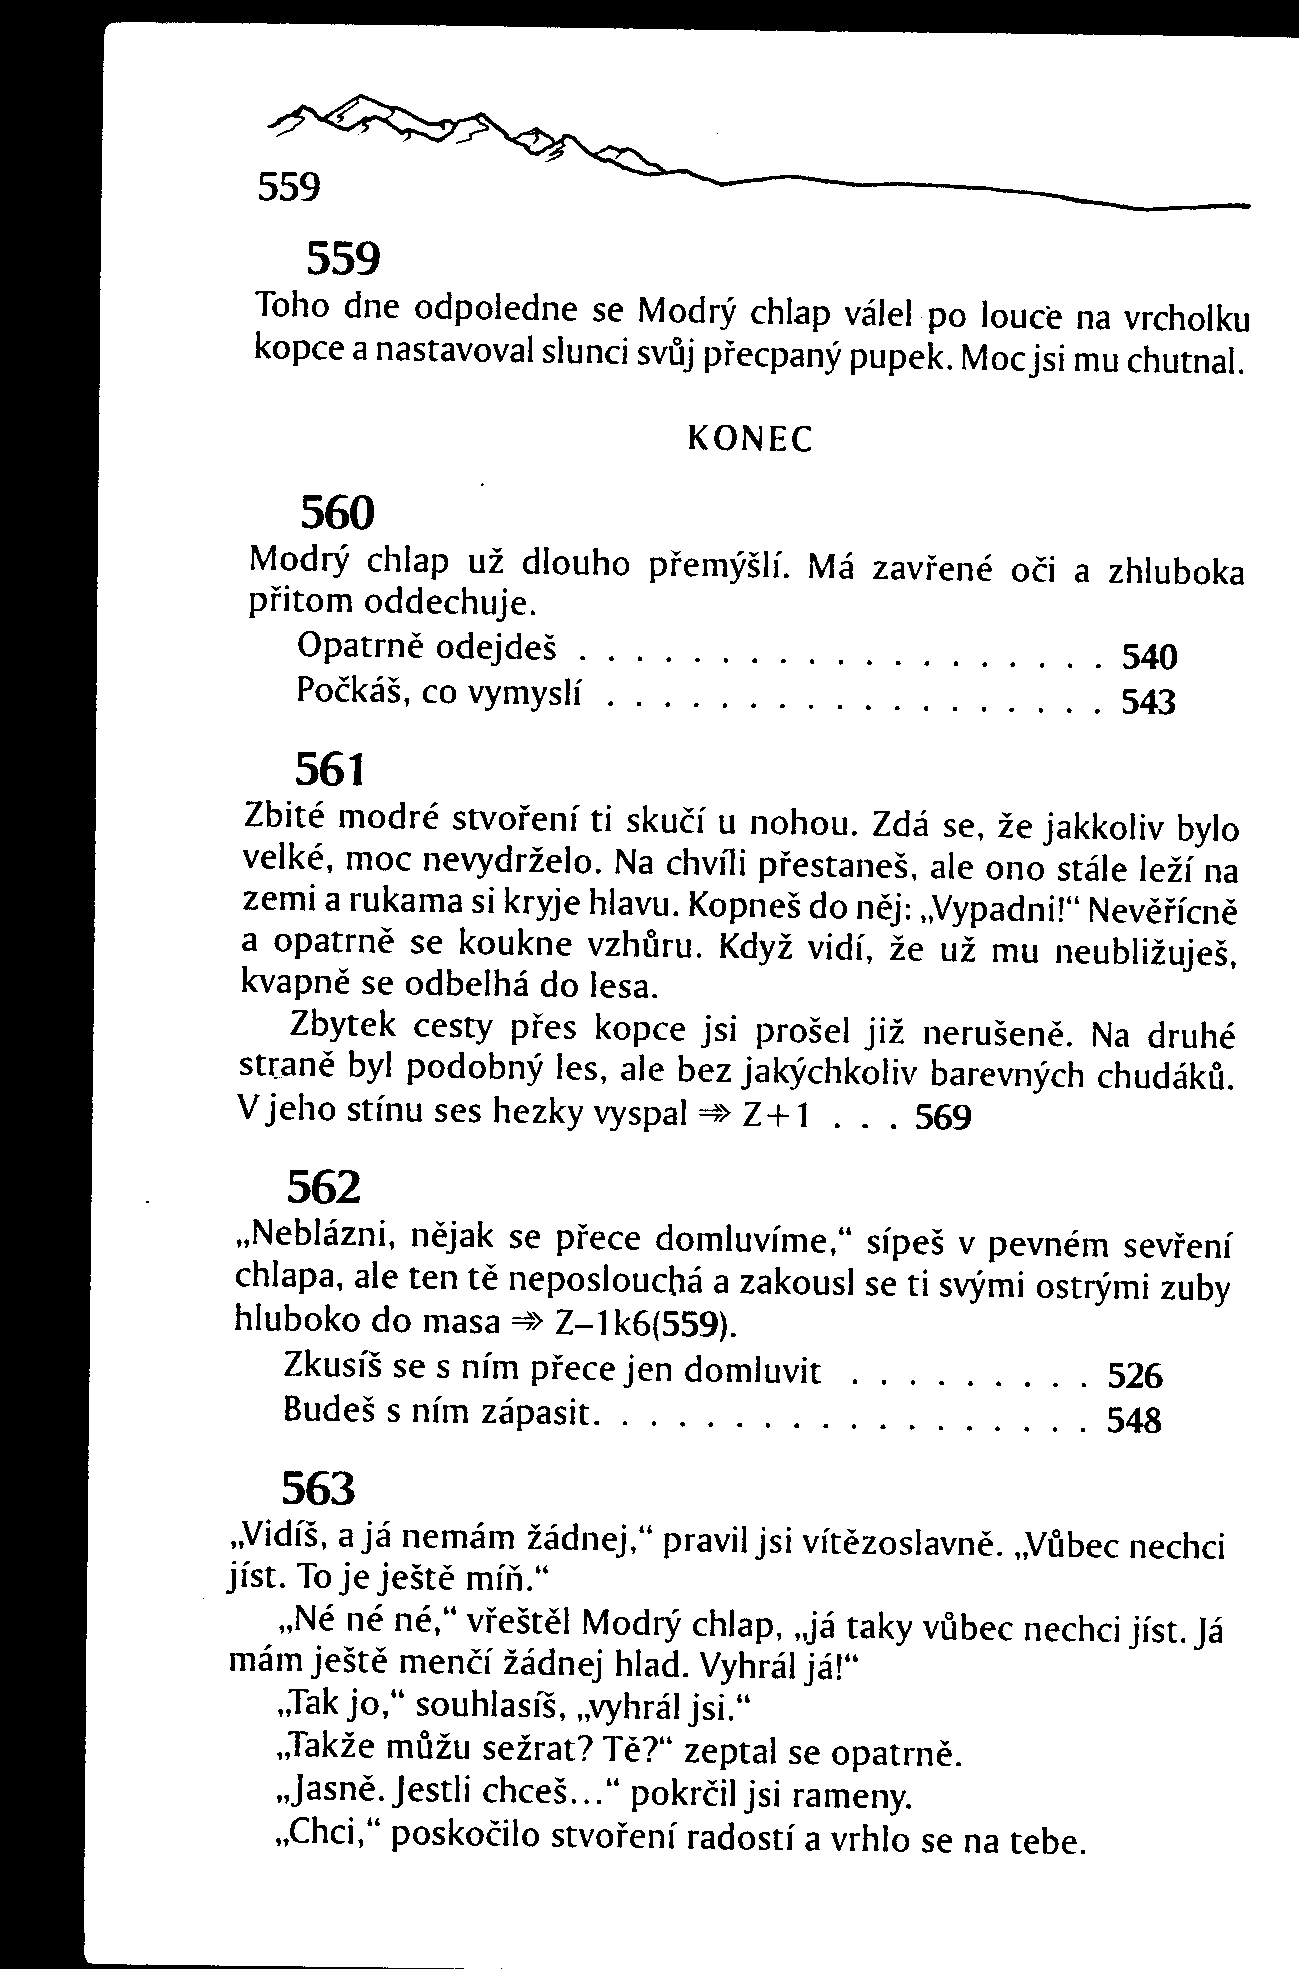 559
559
Toho dne odpoledne se Modrý chlap válel po louce na vrcholku
kopce a nastavoval slunci svůj přecpaný pupek. Moc jsi mu chutnal.
KONEC
560
Modrý chlap už dlouho přemýšlí. Má zavřené oči a zhluboka
přitom oddechuje.
Opatrně odejdeš . . . . . . . . . . . . . . . . . . . 540
Počkáš, co vymyslí . . . . . . . . . . . . . . . . . . 543
561
Zbité modré stvoření ti skučí u nohou. Zdá se, že jakkoliv bylo
velké, moc nevydrželo. Na chvíli přestaneš, ale ono stále leží na
zemi a rukama si kryje hlavu. Kopneš do něj: „Vypadni!“ Nevěřícně
a opatrně se koukne vzhůru. Když vidí, že už mu neubližuješ,
kvapně se odbelhá do lesa.
Zbytek cesty přes kopce jsi prošel již nerušeně. Na druhé
straně byl podobný les, ale bez jakýchkoliv barevných chudáků.
V jeho stínu ses hezky vyspal ⇒ Z+1 . . . 569
562
„Neblázni, nějak se přece domluvíme,“ sípeš v pevném sevření
chlapa, ale ten tě neposlouchá a zakousl se ti svými ostrými zuby
hluboko do masa ⇒ Z–1k6(559).
Zkusíš se s ním přece jen domluvit . . . . . . . . . 526
Budeš s ním zápasit. . . . . . . . . . . . . . . . . . 548
563
„Vidíš, a já nemám žádnej,“ pravil jsi vítězoslavně. „Vůbec nechci
jíst. To je ještě míň.“
„Né né né,“ vřeštěl Modrý chlap, „já taky vůbec nechci jíst. Já
mám ještě menčí žádnej hlad. Vyhrál já!“
„Tak jo,“ souhlasíš, „vyhrál jsi.“
„Takže můžu sežrat? Tě?“ zeptal se opatrně.
„Jasně. Jestli chceš...“ pokrčil jsi rameny.
„Chci,“ poskočilo stvoření radostí a vrhlo se na tebe.